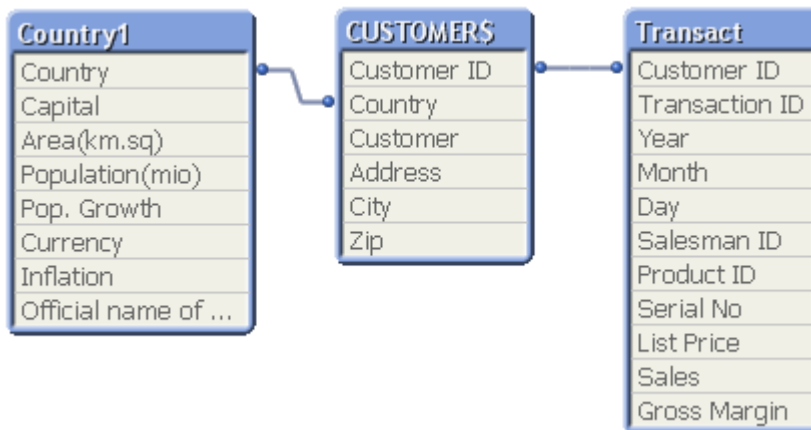 Country1
Country
Capital
Area(km.sq)
Population(mio)
Pop. Growth
Currency
Inflation
Official name of ...
CUSTOMER$
Customer ID
Country
Customer
Address
City
Zip
Transact
Customer ID
Transaction ID
Year
Month
Day
Salesman ID
Product ID
Serial No
List Price
Sales
Gross Margin